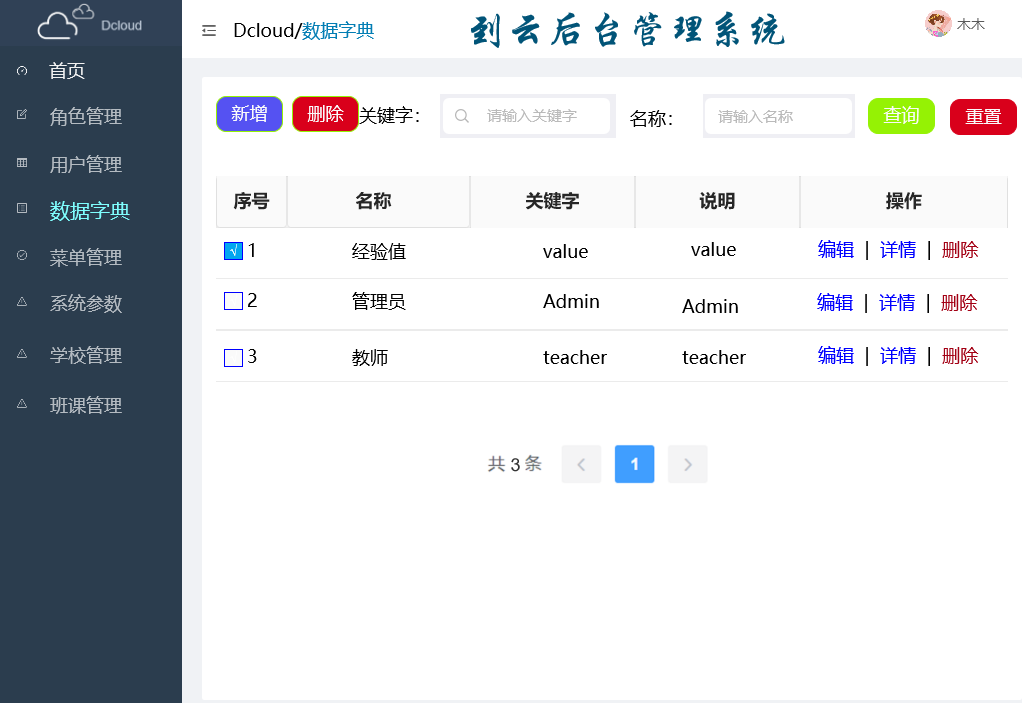 Dcloud
首页
角色管理
用户管理
数据字典
菜单管理
系统参数
学校管理
班课管理
Dcloud/数据字典
到云后台管理系统
木木
新增 删除 关键字: 请输入关键字 名称: 请输入名称 查询 重置
序号 名称 关键字 说明 操作
√ 1 经验值 value value 编辑 | 详情 | 删除
2 管理员 Admin Admin 编辑 | 详情 | 删除
3 教师 teacher teacher 编辑 | 详情 | 删除
共 3 条 < 1 >